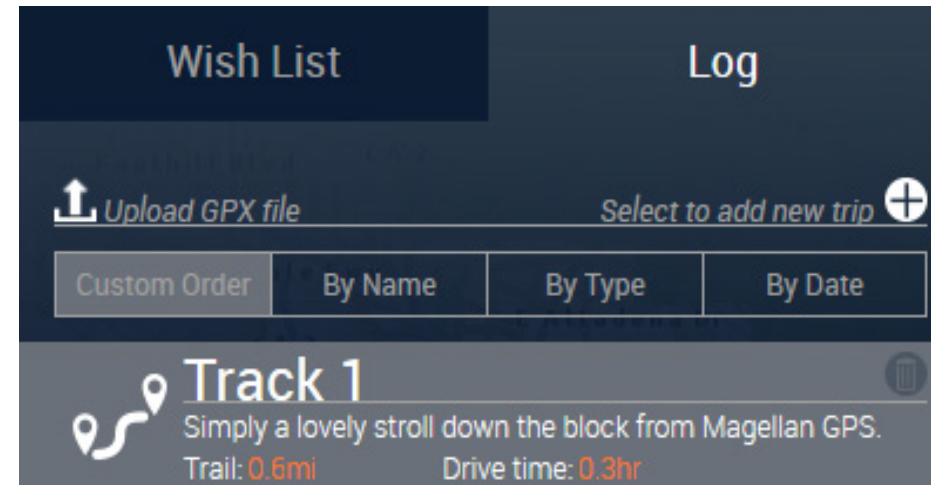 Wish List Log
Upload GPX file Select to add new trip
Custom Order By Name By Type By Date
Track 1
Simply a lovely stroll down the block from Magellan GPS.
Trail: 0.6mi Drive time: 0.3hr